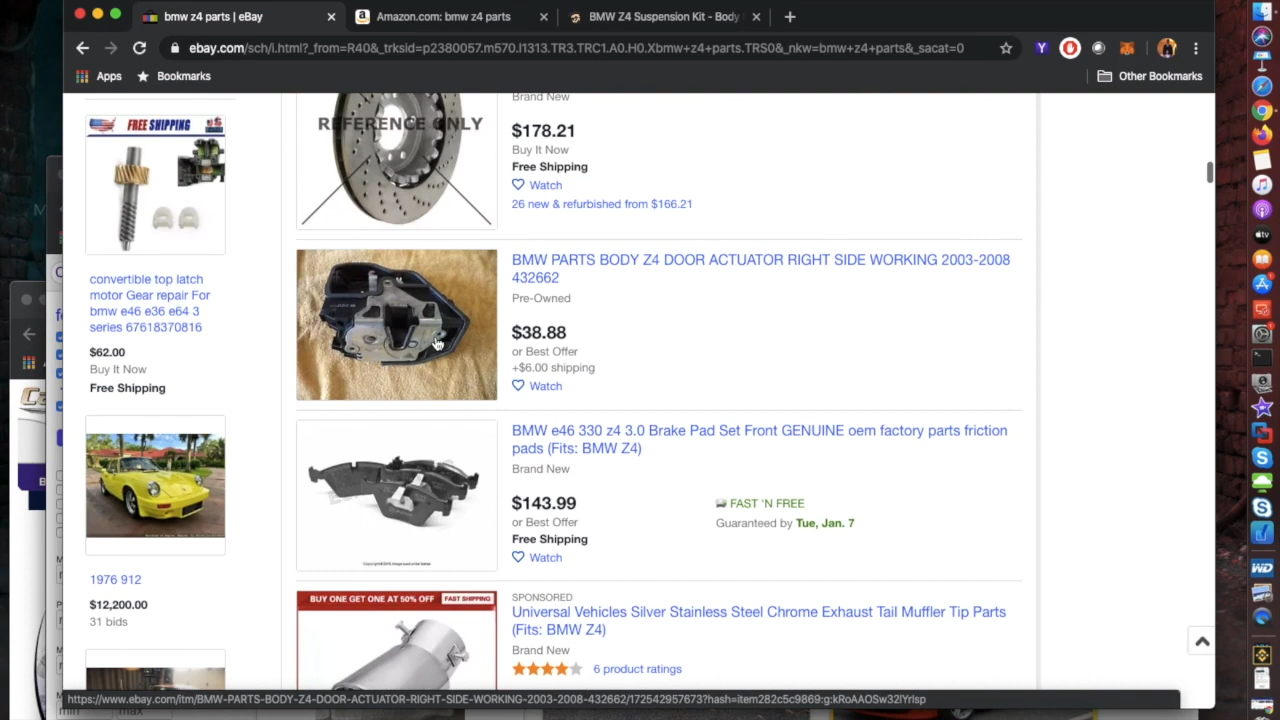 bmw z4 parts | eBay
Amazon.com: bmw z4 parts
BMW Z4 Suspension Kit - Body
ebay.com/sch/i.html?_from=R40&_trksid=p2380057.m570.l1313.TR3.TRC1.A0.H0.Xbmw+z4+parts.TRS0&_nkw=bmw+z4+parts&_sacat=0
Apps
Bookmarks
Other Bookmarks
FREE SHIPPING
convertible top latch
motor Gear repair For
bmw e46 e36 e64 3
series 67618370816
$62.00
Buy It Now
Free Shipping
1976 912
$12,200.00
31 bids
REFERENCE ONLY
Brand New
$178.21
Buy It Now
Free Shipping
Watch
26 new & refurbished from $166.21
BMW PARTS BODY Z4 DOOR ACTUATOR RIGHT SIDE WORKING 2003-2008
432662
Pre-Owned
$38.88
or Best Offer
+$6.00 shipping
Watch
BMW e46 330 z4 3.0 Brake Pad Set Front GENUINE oem factory parts friction
pads (Fits: BMW Z4)
Brand New
$143.99
or Best Offer
Free Shipping
Watch
FAST 'N FREE
Guaranteed by Tue, Jan. 7
BUY ONE GET ONE AT 50% OFF
FAST SHIPPING
SPONSORED
Universal Vehicles Silver Stainless Steel Chrome Exhaust Tail Muffler Tip Parts
(Fits: BMW Z4)
Brand New
6 product ratings
https://www.ebay.com/itm/BMW-PARTS-BODY-Z4-DOOR-ACTUATOR-RIGHT-SIDE-WORKING-2003-2008-432662/172542957673?hash=item282c5c9869:g:kRoAAOSw32lYrIsp
tv
WD